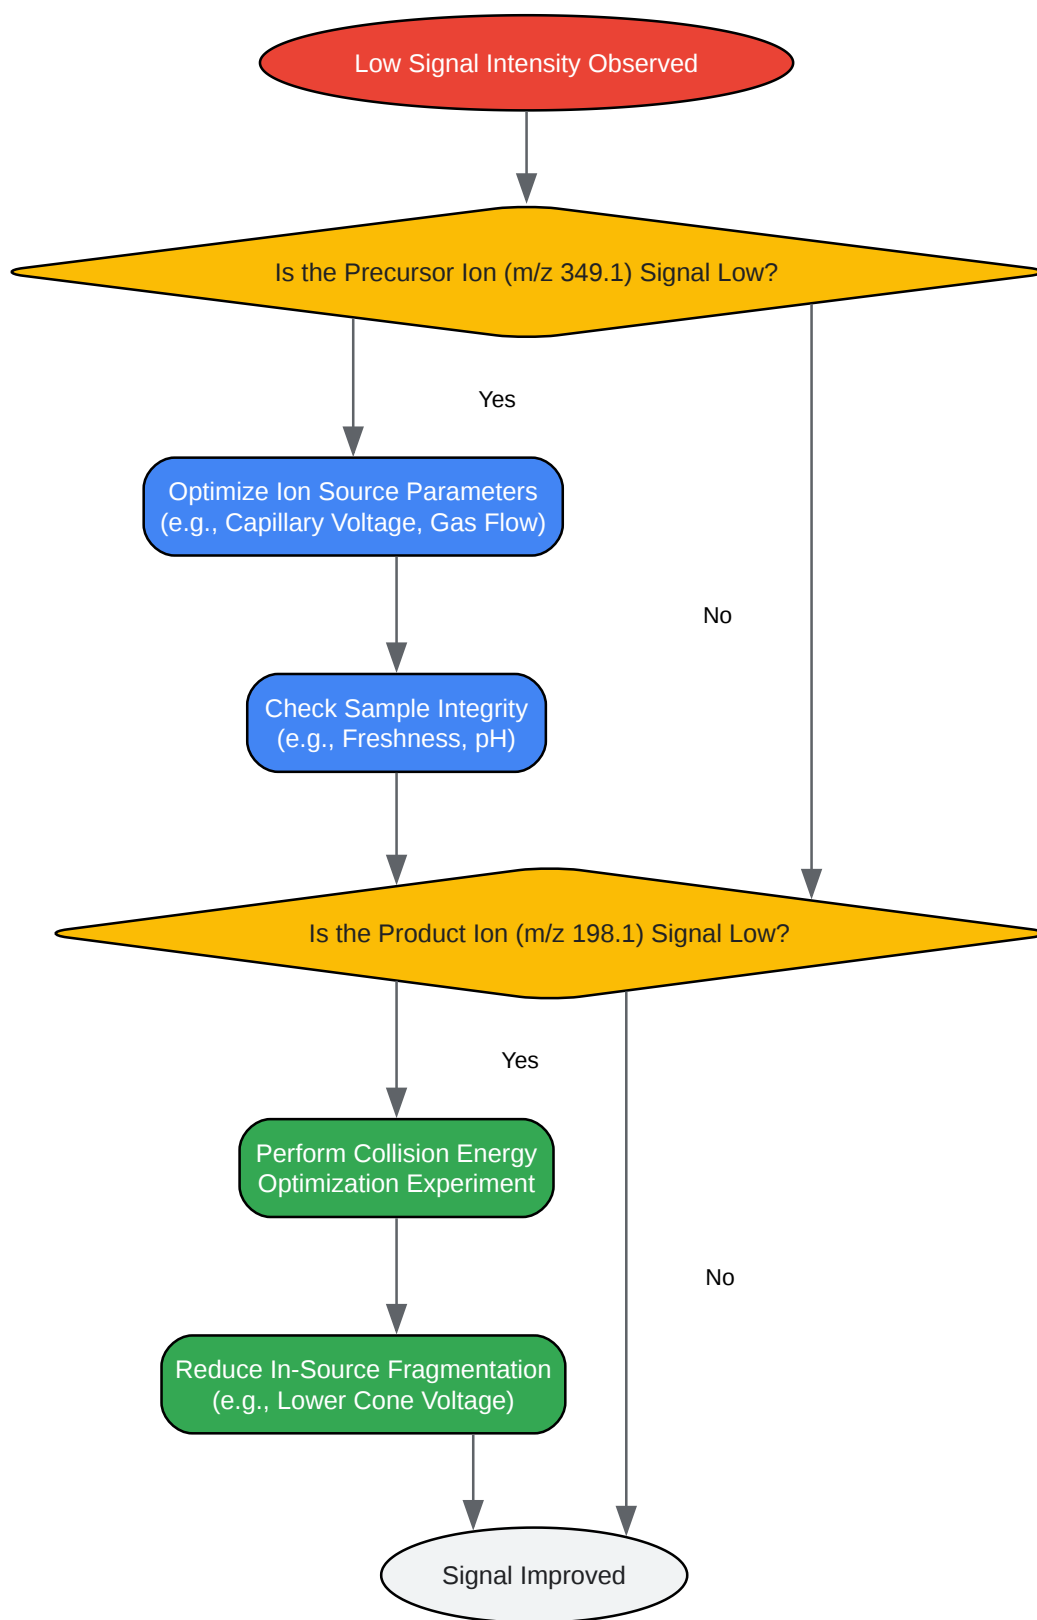 Low Signal Intensity Observed
Is the Precursor Ion (m/z 349.1) Signal Low?
Yes
Optimize Ion Source Parameters
(e.g., Capillary Voltage, Gas Flow)
No
Check Sample Integrity
(e.g., Freshness, pH)
Is the Product Ion (m/z 198.1) Signal Low?
Yes
Perform Collision Energy
Optimization Experiment
No
Reduce In-Source Fragmentation
(e.g., Lower Cone Voltage)
Signal Improved